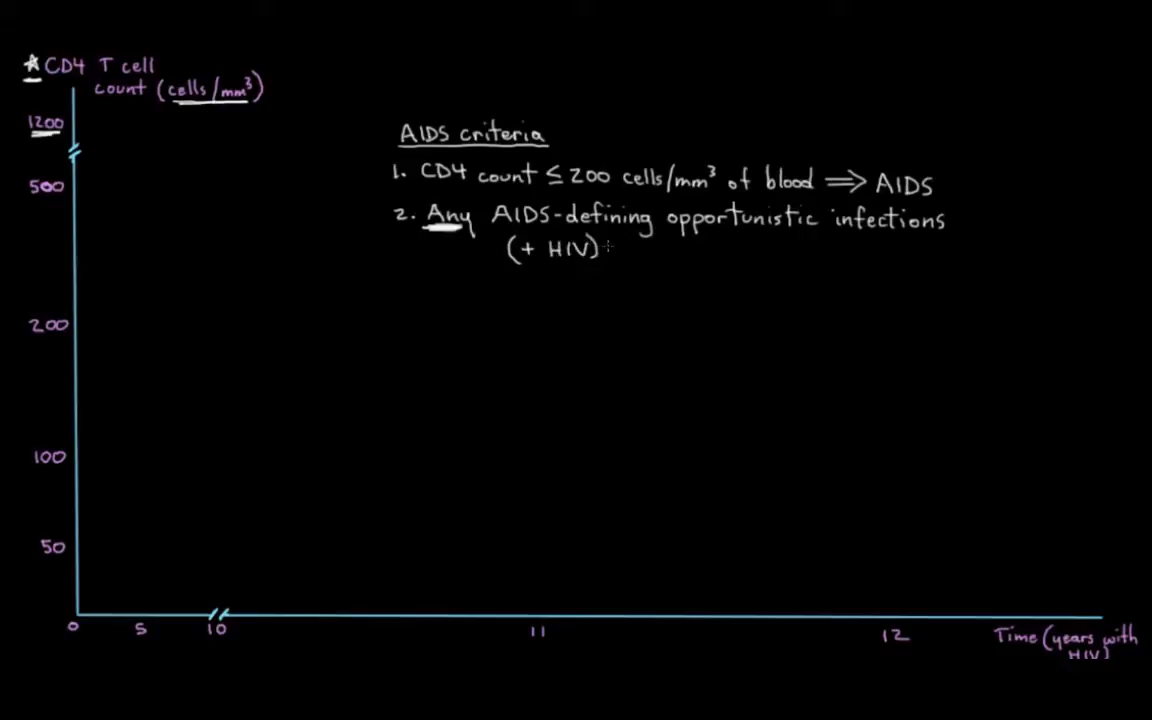 *CD4 T cell
count (cells/mm³)
1200
500
200
100
50
AIDS criteria
1. CD4 count ≤ 200 cells/mm³ of blood ⇒ AIDS
2. Any AIDS-defining opportunistic infections
(+ HIV)
0 5 10 11 12 Time (years with
HIV)